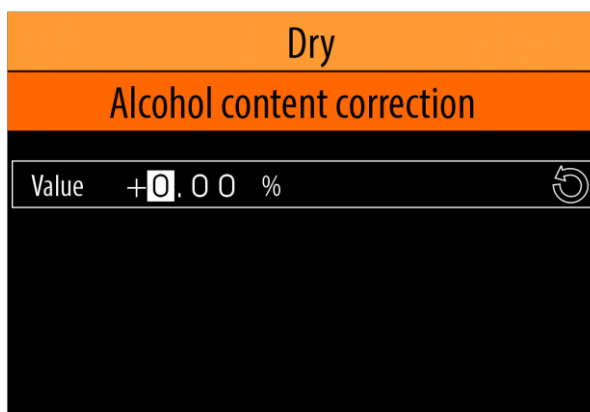 Dry
Alcohol content correction
Value +0.00 %